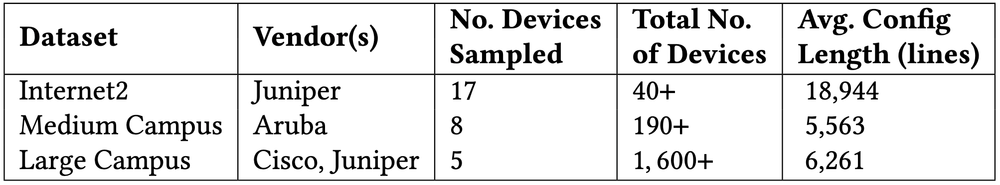 Dataset Vendor(s) No. Devices Sampled Total No. of Devices Avg. Config Length (lines)
Internet2 Juniper 17 40+ 18,944
Medium Campus Aruba 8 190+ 5,563
Large Campus Cisco, Juniper 5 1, 600+ 6,261